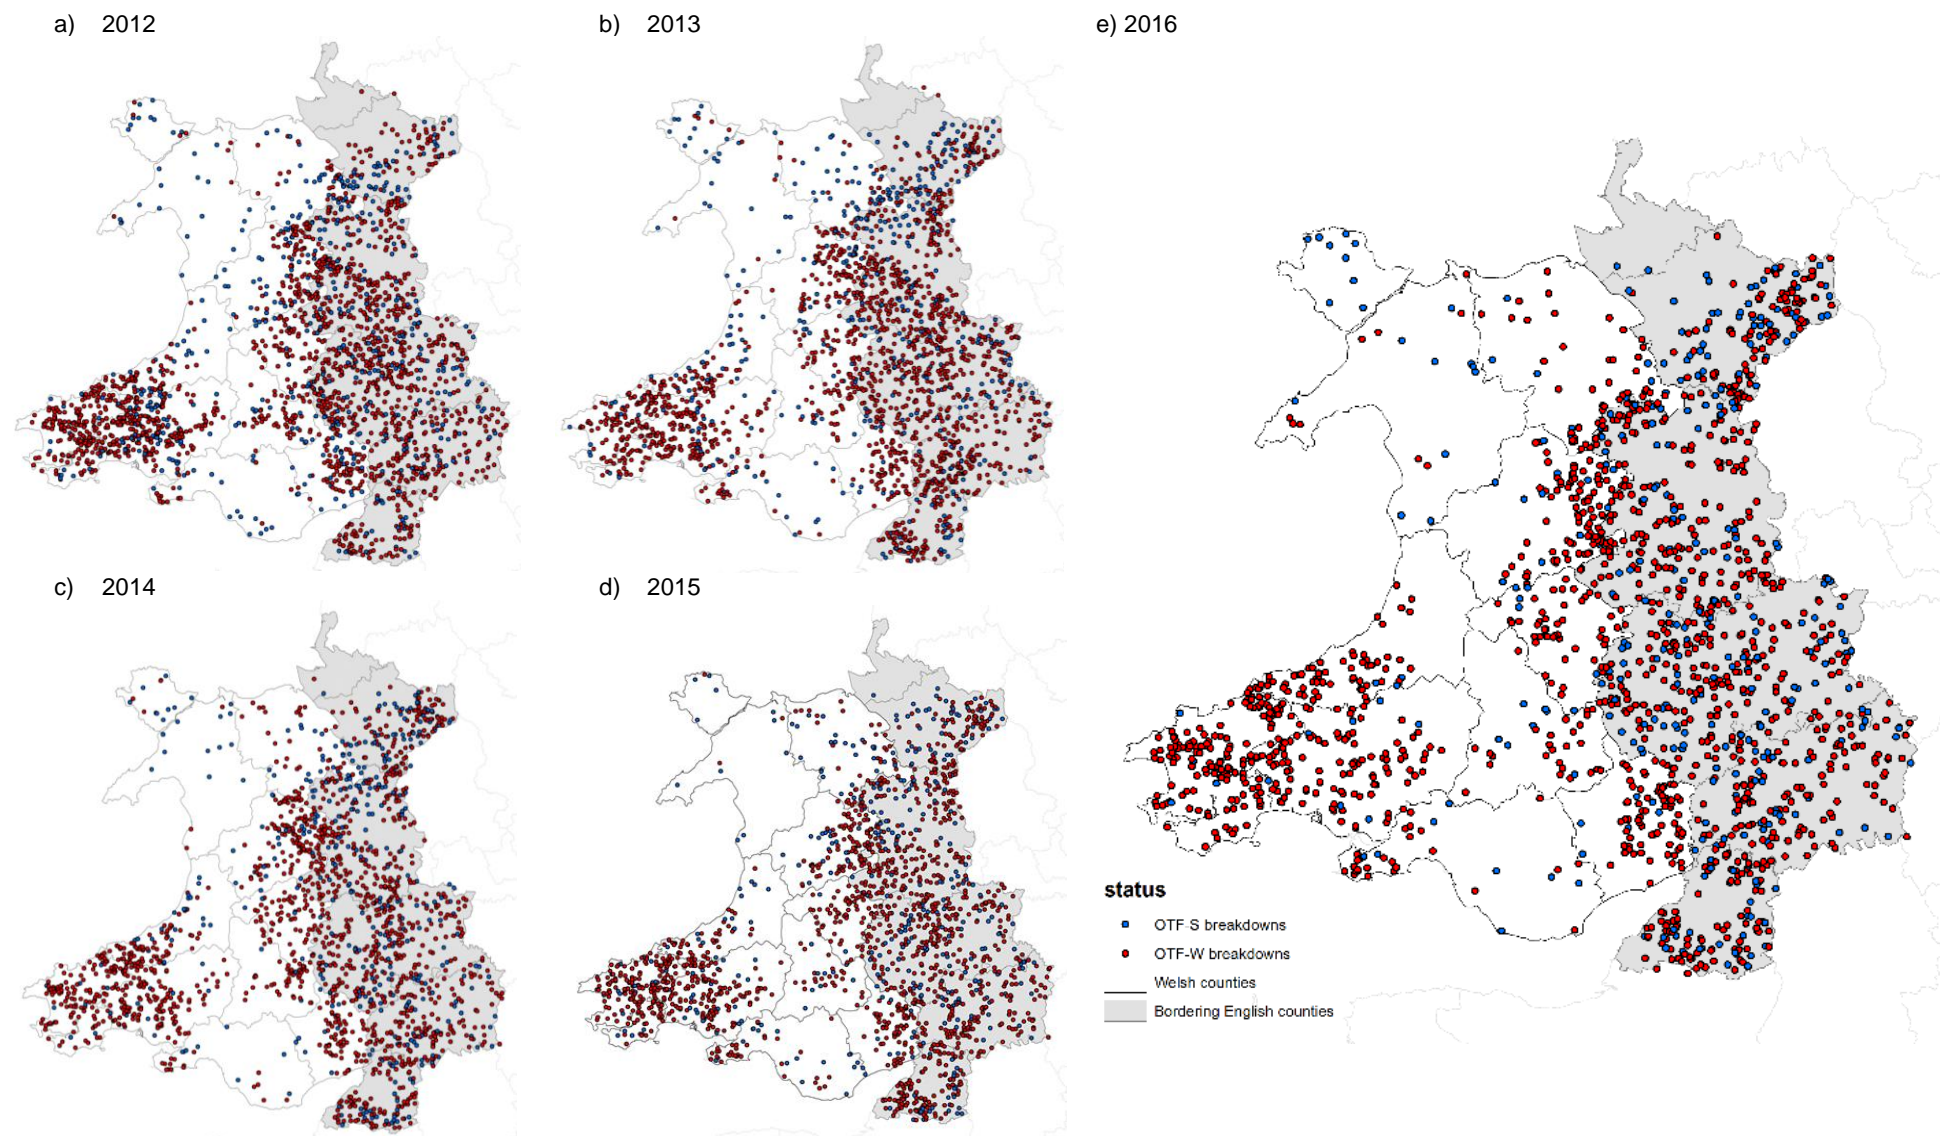 a) 2012
b) 2013
e) 2016
c) 2014
d) 2015
status
OTF-S breakdowns
OTF-W breakdowns
Welsh counties
Bordering English counties